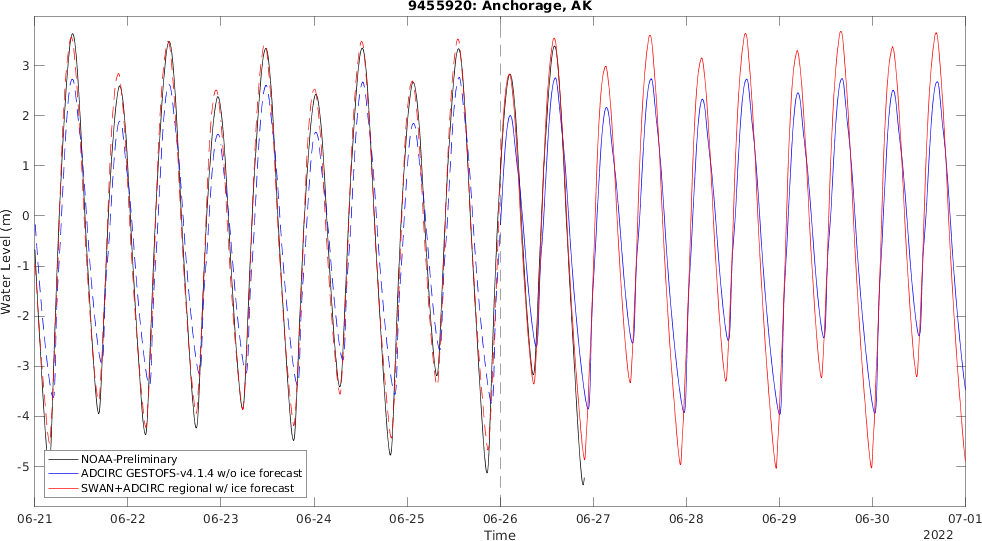 9455920: Anchorage, AK
Water Level (m)
3
2
1
0
-1
-2
-3
-4
-5
NOAA-Preliminary
ADCIRC GESTOFS-v4.1.4 w/o ice forecast
SWAN+ADCIRC regional w/ ice forecast
06-21 06-22 06-23 06-24 06-25 06-26 06-27 06-28 06-29 06-30 07-01
Time 2022